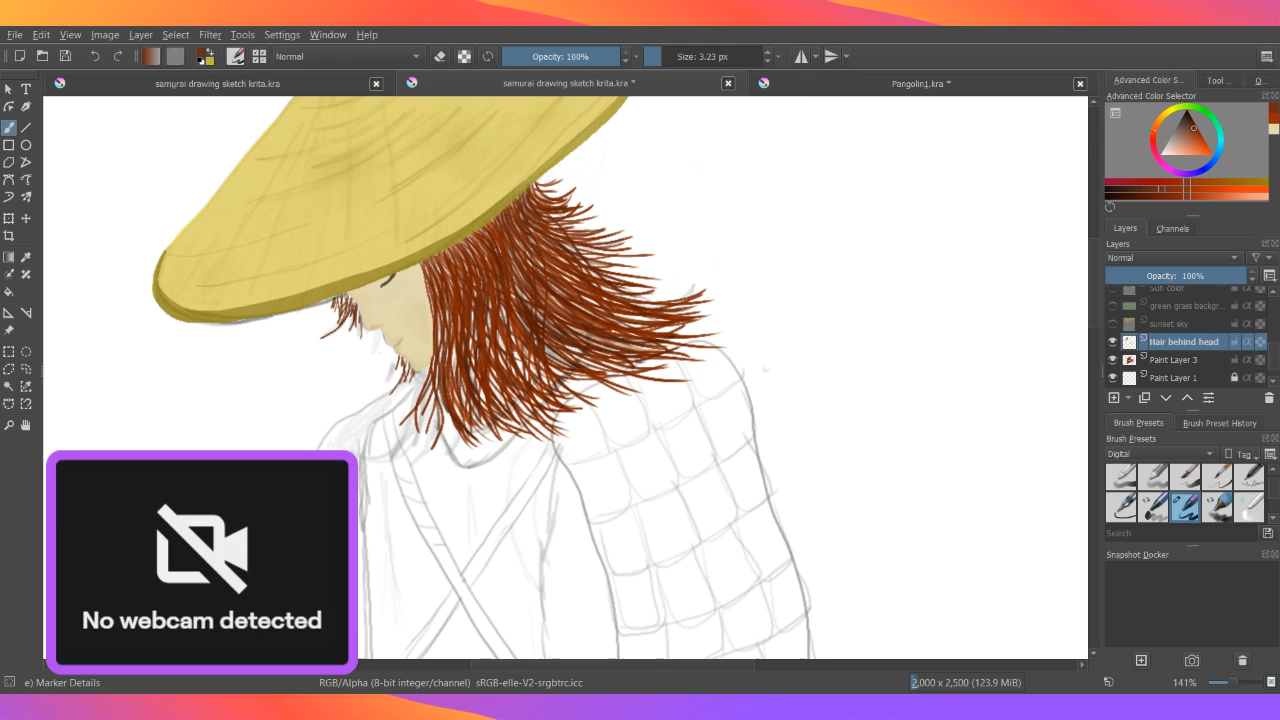 File Edit View Image Layer Select Filter Tools Settings Window Help
Normal Opacity: 100% Size: 3.23 px
samurai drawing sketch krita.kra samurai drawing sketch krita.kra * Pangolin1.kra *
Advanced Color S... Tool ... O...
Advanced Color Selector
Layers Channels
Layers
Normal
Opacity: 100%
Sun color
green grass backgr...
sunset sky
Hair behind head
Paint Layer 3
Paint Layer 1
Brush Presets Brush Preset History
Brush Presets
Digital Tag
Search
Snapshot Docker
No webcam detected
e) Marker Details RGB/Alpha (8-bit integer/channel) sRGB-elle-V2-srgbtrc.icc 2,000 x 2,500 (123.9 MiB) 141%